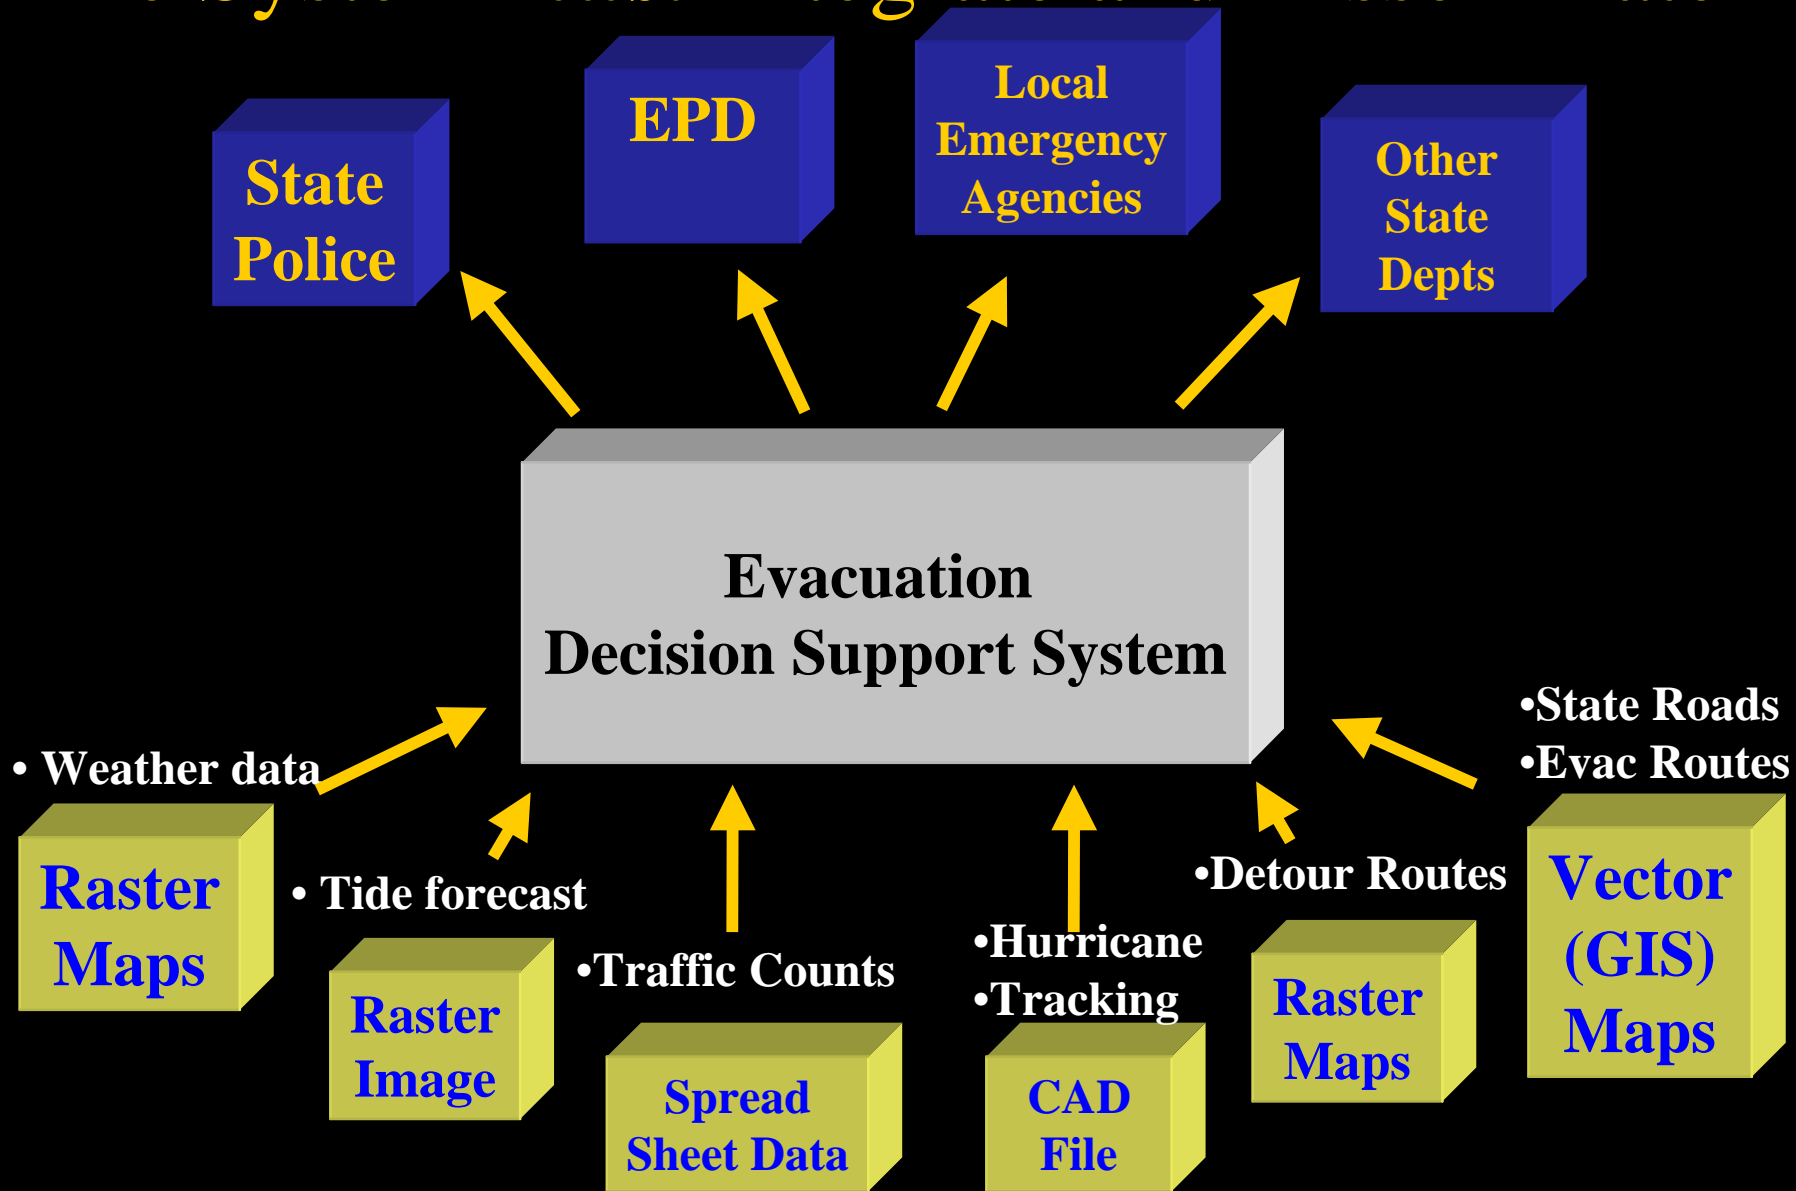 EPD
Local
Emergency
Agencies
State
Police
Other
State
Depts
Evacuation
Decision Support System
• Weather data
•State Roads
•Evac Routes
Raster
Maps
• Tide forecast
Raster
Image
•Traffic Counts
Spread
Sheet Data
•Hurricane
•Tracking
CAD
File
•Detour Routes
Raster
Maps
Vector
(GIS)
Maps